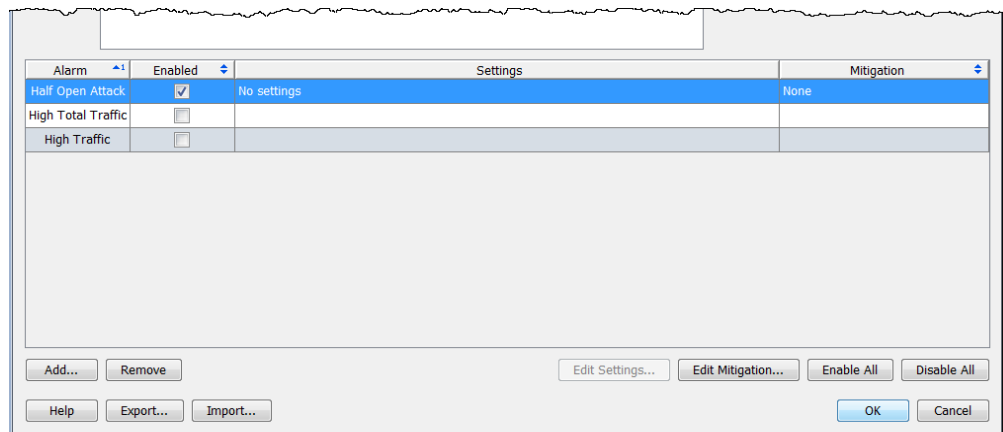 Alarm 1 Enabled Settings Mitigation
Half Open Attack No settings None
High Total Traffic
High Traffic
Add... Remove Edit Settings... Edit Mitigation... Enable All Disable All
Help Export... Import... OK Cancel